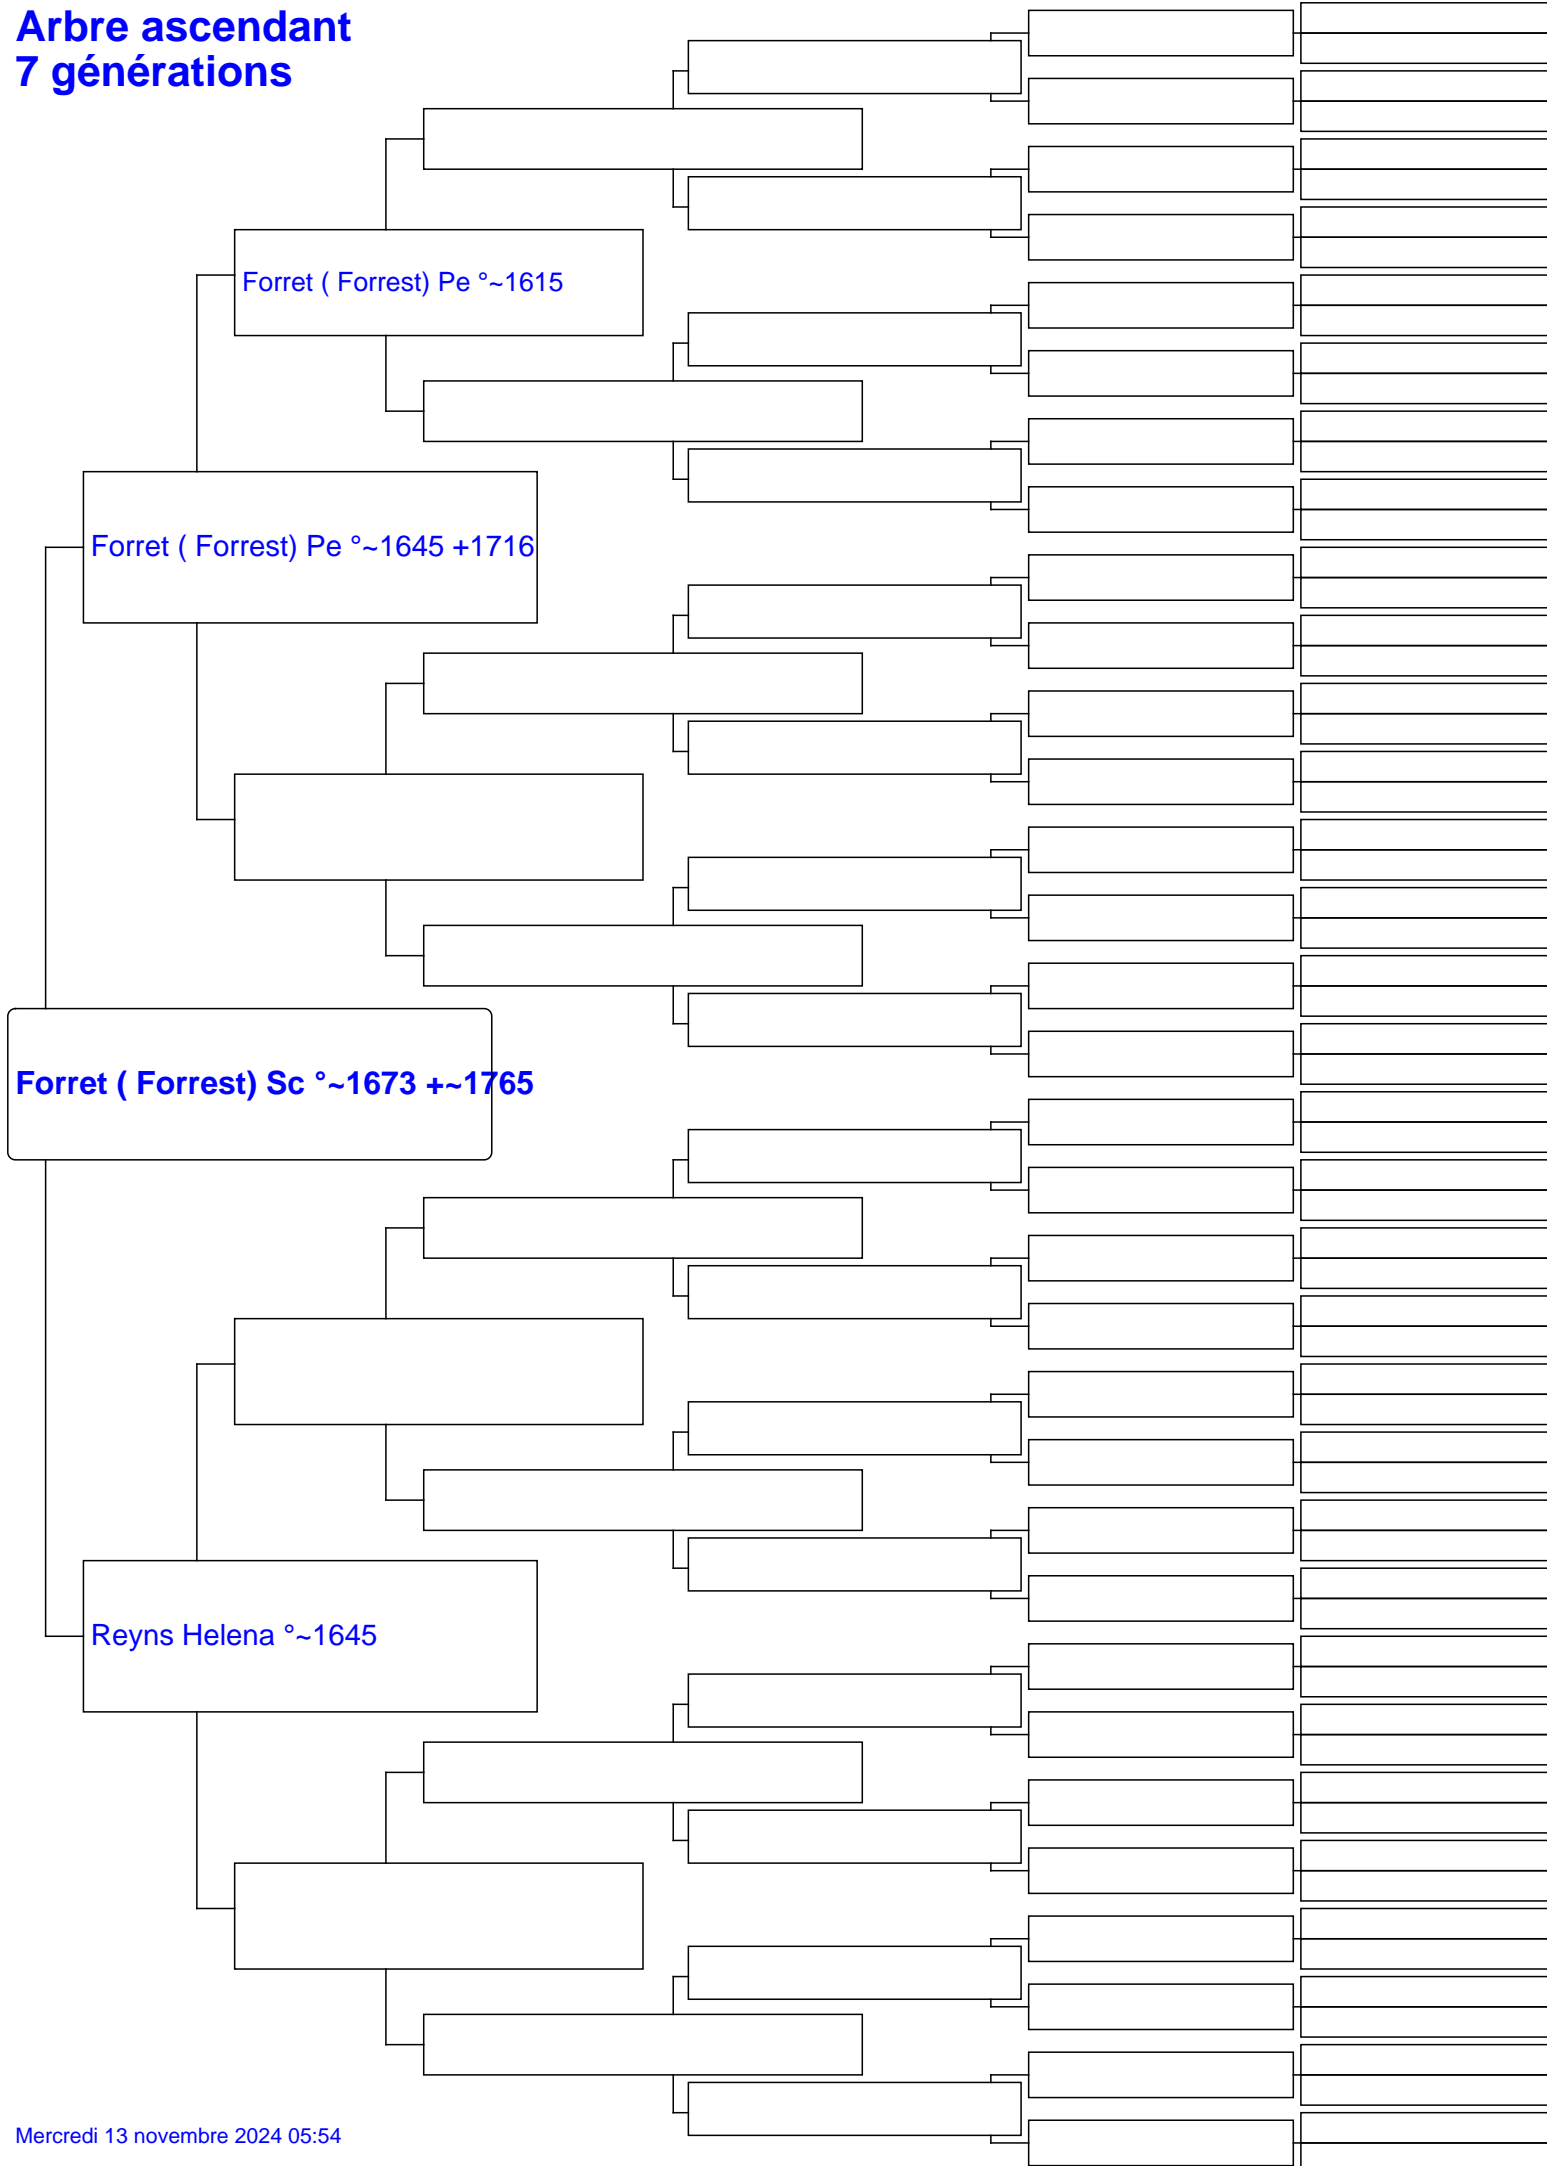 Arbre ascendant
7 générations
Forret ( Forrest) Pe °~1615
Forret ( Forrest) Pe °~1645 +1716
Forret ( Forrest) Sc °~1673 +~1765
Reyns Helena °~1645
Mercredi 13 novembre 2024 05:54